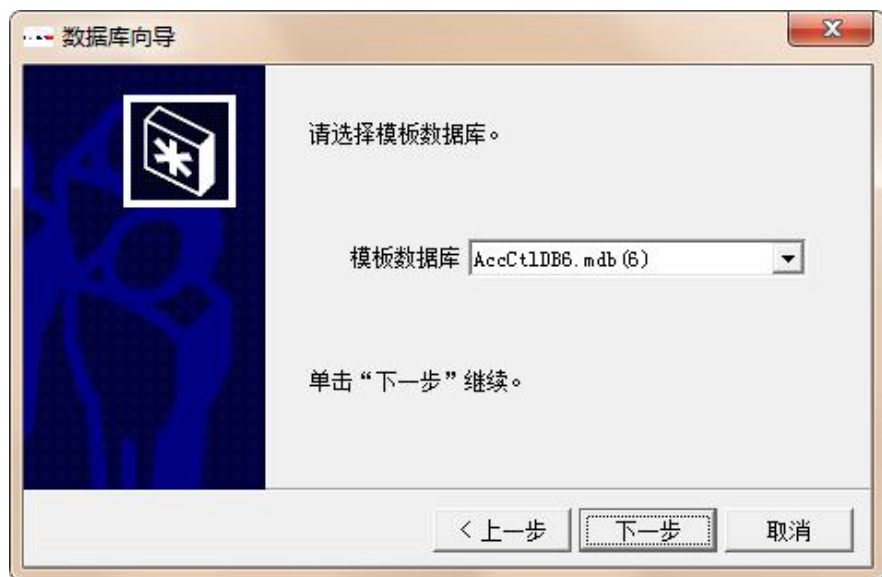 数据库向导
请选择模板数据库。
模板数据库 AccCtlDB6.mdb(6)
单击“下一步”继续。
<上一步 下一步 取消